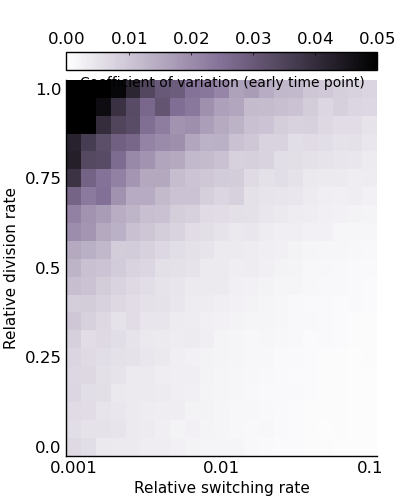 0.00 0.01 0.02 0.03 0.04 0.05
Coefficient of variation (early time point)
1.0
0.75
0.5
0.25
0.0
Relative division rate
0.001 0.01 0.1
Relative switching rate